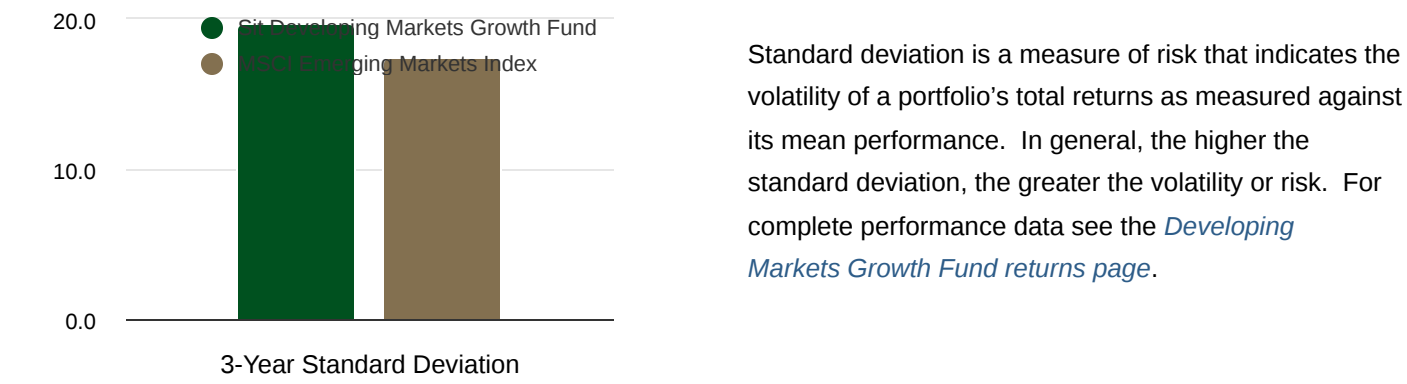 20.0
Sit Developing Markets Growth Fund
MSCI Emerging Markets Index
10.0
0.0
3-Year Standard Deviation
Standard deviation is a measure of risk that indicates the
volatility of a portfolio’s total returns as measured against
its mean performance.  In general, the higher the
standard deviation, the greater the volatility or risk.  For
complete performance data see the Developing
Markets Growth Fund returns page.